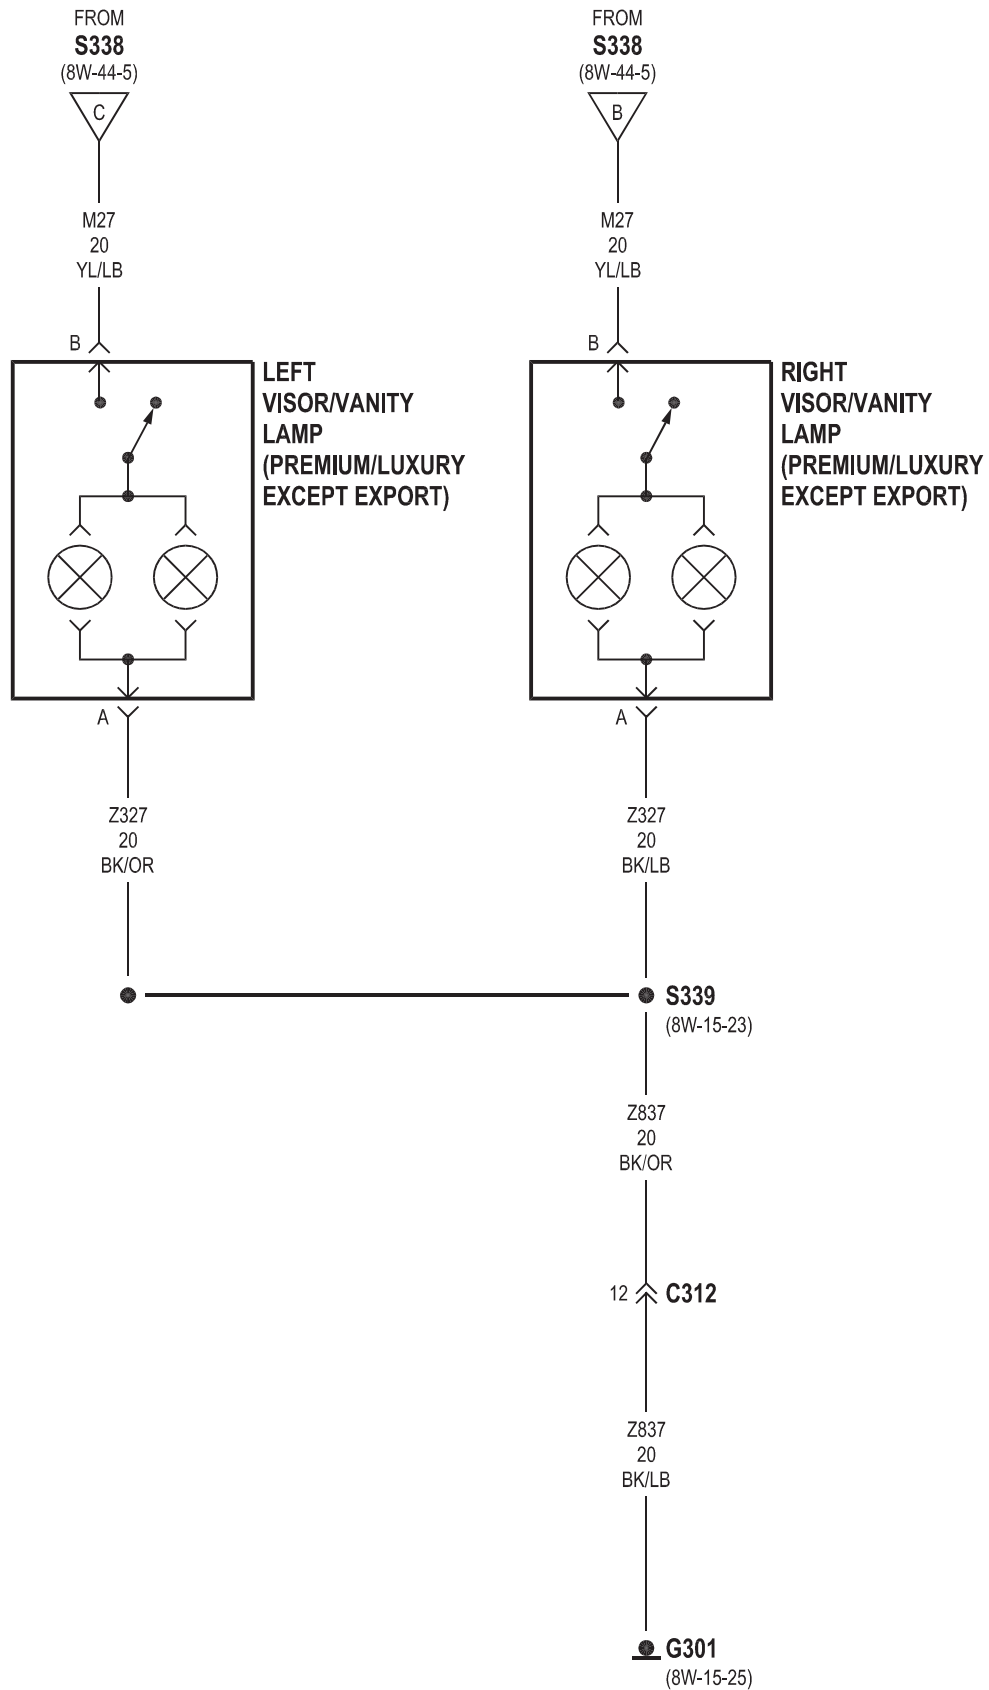 FROM
S338
(8W-44-5)
C
M27
20
YL/LB
B
LEFT
VISOR/VANITY
LAMP
(PREMIUM/LUXURY
EXCEPT EXPORT)
A
Z327
20
BK/OR
FROM
S338
(8W-44-5)
B
M27
20
YL/LB
B
RIGHT
VISOR/VANITY
LAMP
(PREMIUM/LUXURY
EXCEPT EXPORT)
A
Z327
20
BK/LB
S339
(8W-15-23)
Z837
20
BK/OR
12 C312
Z837
20
BK/LB
G301
(8W-15-25)